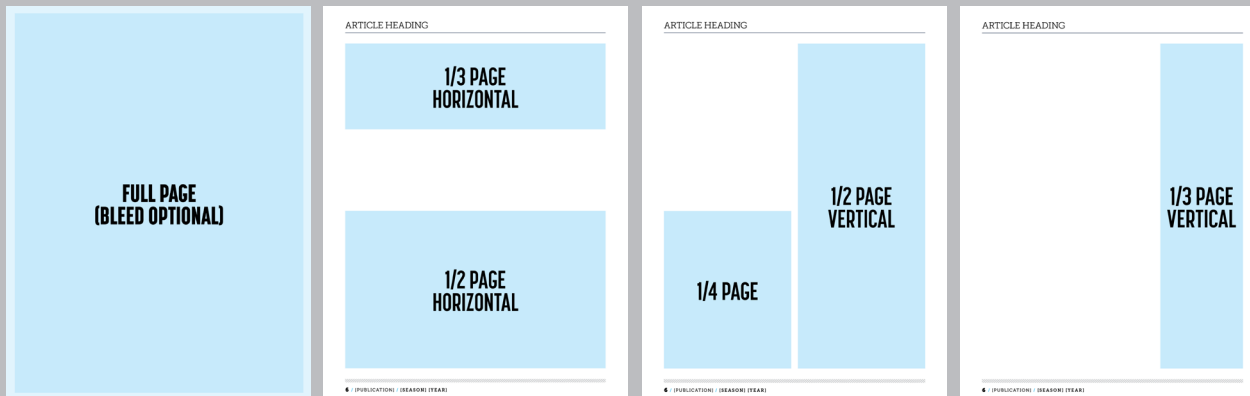 FULL PAGE
(BLEED OPTIONAL)
ARTICLE HEADING
1/3 PAGE
HORIZONTAL
1/2 PAGE
HORIZONTAL
6 / [PUBLICATION] / [SEASON] [YEAR]
ARTICLE HEADING
1/4 PAGE
1/2 PAGE
VERTICAL
6 / [PUBLICATION] / [SEASON] [YEAR]
ARTICLE HEADING
1/3 PAGE
VERTICAL
6 / [PUBLICATION] / [SEASON] [YEAR]